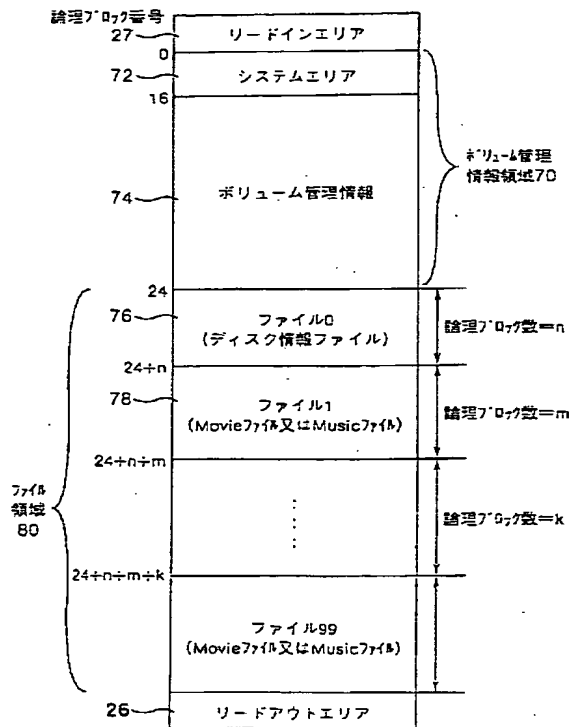 論理ブロック番号
27
リードインエリア
0
72
システムエリア
16
ボリューム管理
情報領域70
74
ボリューム管理情報
24
76
ファイル0
(ディスク情報ファイル)
論理ブロック数=n
24÷n
78
ファイル1
(Movieファイル又はMusicファイル)
論理ブロック数=m
24÷n÷m
ファイル
領域
80
論理ブロック数=k
24÷n÷m÷k
ファイル99
(Movieファイル又はMusicファイル)
26
リードアウトエリア